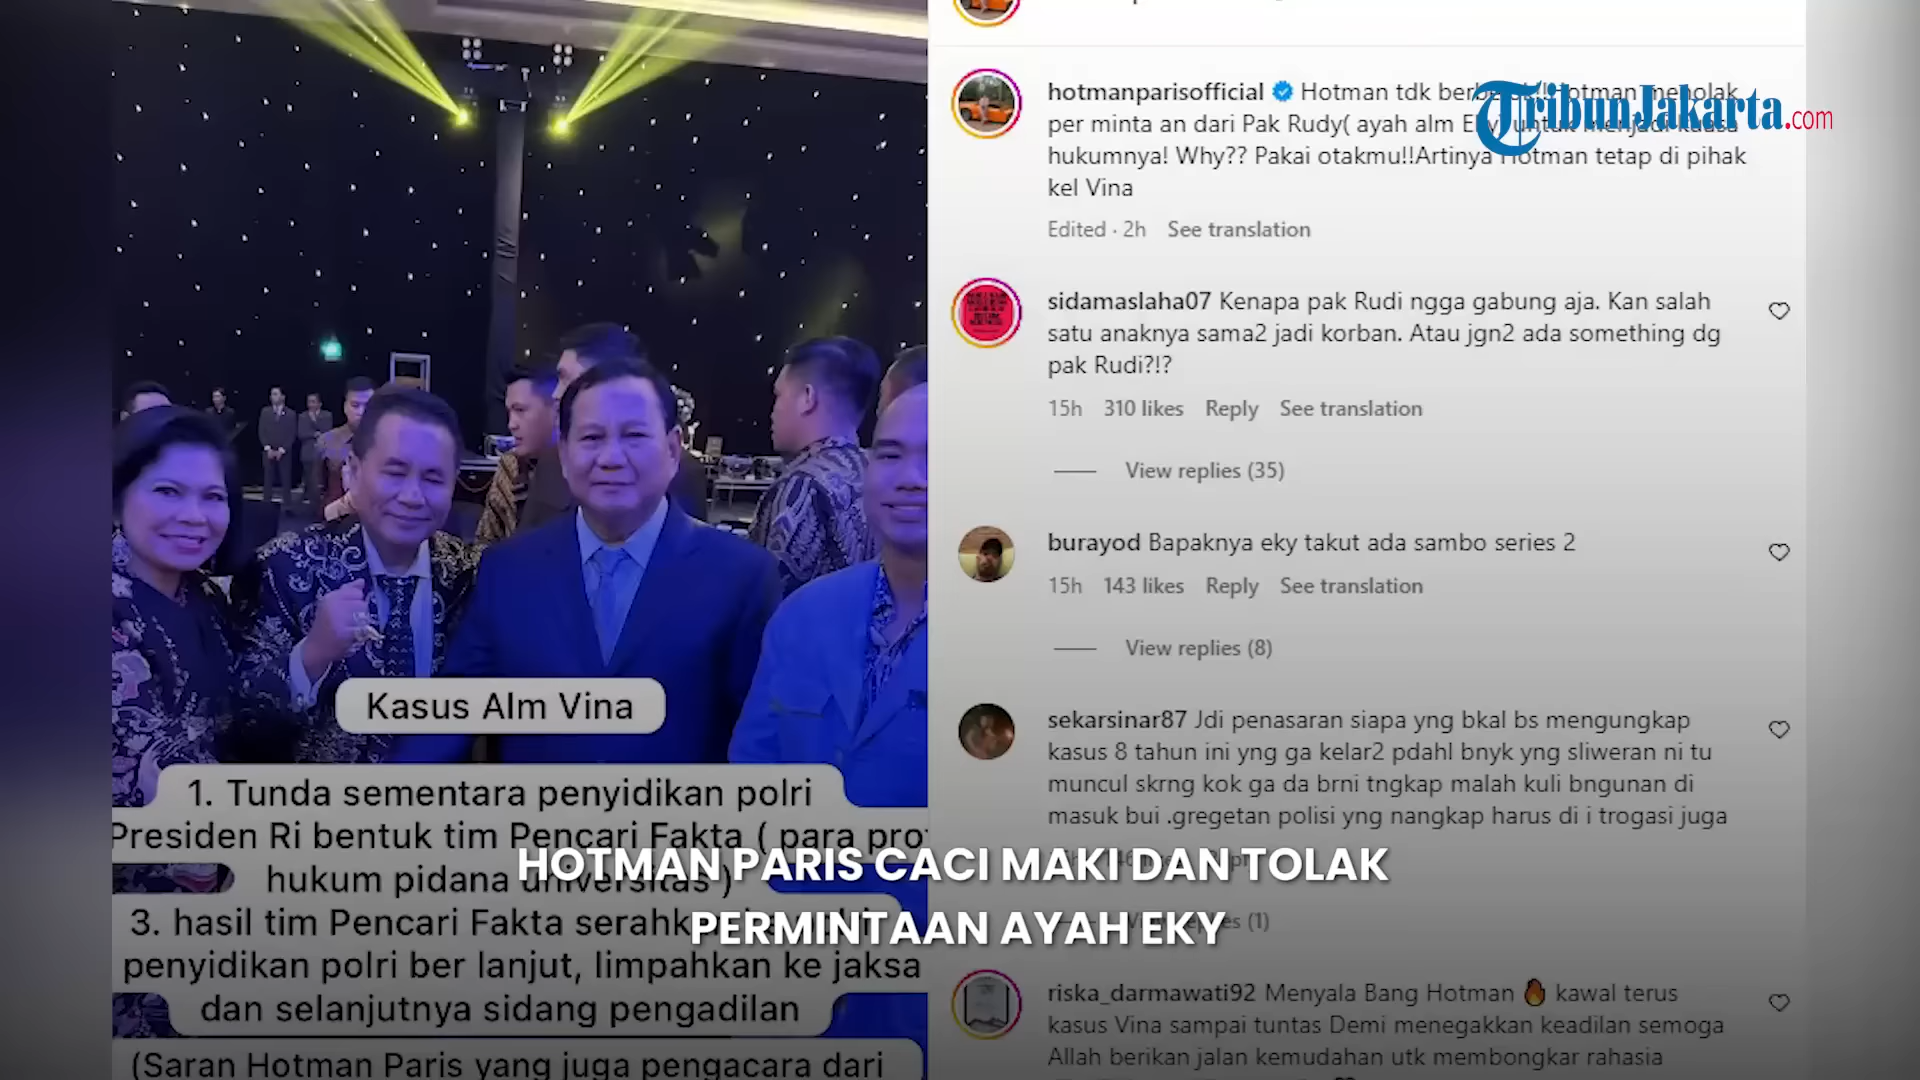 TribunJakarta.com
hotmanparisofficial Hotman tdk menolak
per minta an dari Pak Rudy( ayah alm
hukumnya! Why?? Pakai otakmu!!Artinya Hotman tetap di pihak
kel Vina
Edited · 2h See translation
sidamaslaha07 Kenapa pak Rudi ngga gabung aja. Kan salah
satu anaknya sama2 jadi korban. Atau jgn2 ada something dg
pak Rudi?!?
15h 310 likes Reply See translation
View replies (35)
burayod Bapaknya eky takut ada sambo series 2
15h 143 likes Reply See translation
View replies (8)
sekarsinar87 Jdi penasaran siapa yng bkal bs mengungkap
kasus 8 tahun ini yng ga kelar2 pdahl bnyk yng sliweran ni tu
muncul skrng kok ga da brni tngkap malah kuli bngunan di
masuk bui .gregetan polisi yng nangkap harus di i trogasi juga
(1)
riska_darmawati92 Menyala Bang Hotman 🔥 kawal terus
kasus Vina sampai tuntas Demi menegakkan keadilan semoga
Allah berikan jalan kemudahan utk membongkar rahasia
Kasus Alm Vina
1. Tunda sementara penyidikan polri
Presiden Ri bentuk tim Pencari Fakta ( para
hukum pidana universitas )
3. hasil tim Pencari Fakta
penyidikan polri ber lanjut, limpahkan ke jaksa
dan selanjutnya sidang pengadilan
(Saran Hotman Paris yang juga pengacara dari
HOTMAN PARIS CACI MAKI DAN TOLAK
PERMINTAAN AYAH EKY